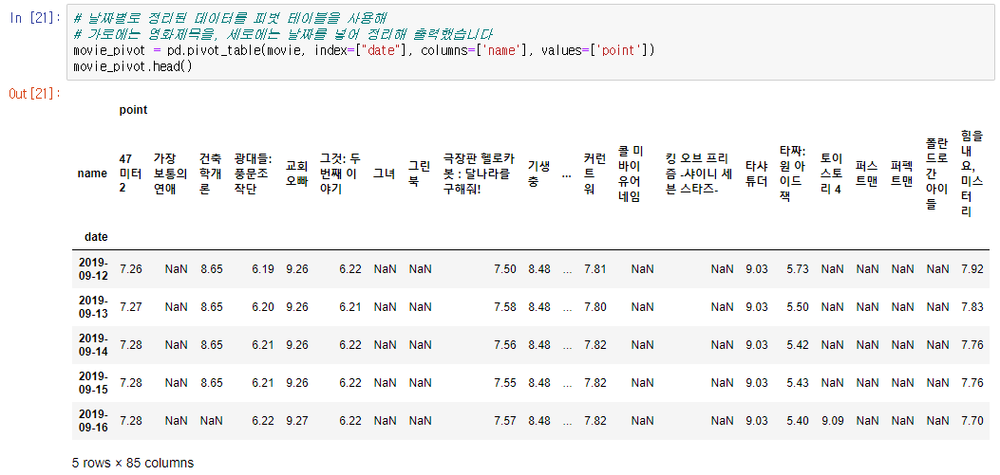 In [21]:
# 날짜별로 정리된 데이터를 피벗 테이블을 사용해
# 가로에는 영화제목을, 세로에는 날짜를 넣어 정리해 출력했습니다
movie_pivot = pd.pivot_table(movie, index=["date"], columns=['name'], values=['point'])
movie_pivot.head()
Out[21]:
point
name 47 미터 2 가장 보통의 연애 건축 학개 론 광대들: 풍문조 작단 교회 오빠 그것: 두 번째 이 야기 그녀 그린 북 극장판 헬로카 봇 : 달나라를 구해줘! 기생 충 ... 커런 트 워 콜 미 바이 유어 네임 킹 오브 프리 즘 -샤이니 세 븐 스타즈- 타샤 튜더 타짜: 원 아 이드 잭 토이 스토 리 4 퍼스 트맨 퍼펙 트맨 폴란 드로 간 아이 들 힘을 내 요, 미스 터 리
date
2019-09-12 7.26 NaN 8.65 6.19 9.26 6.22 NaN NaN 7.50 8.48 ... 7.81 NaN NaN 9.03 5.73 NaN NaN NaN NaN 7.92
2019-09-13 7.27 NaN 8.65 6.20 9.26 6.21 NaN NaN 7.58 8.48 ... 7.80 NaN NaN 9.03 5.50 NaN NaN NaN NaN 7.83
2019-09-14 7.28 NaN 8.65 6.21 9.26 6.22 NaN NaN 7.56 8.48 ... 7.82 NaN NaN 9.03 5.42 NaN NaN NaN NaN 7.76
2019-09-15 7.28 NaN 8.65 6.21 9.26 6.22 NaN NaN 7.55 8.48 ... 7.82 NaN NaN 9.03 5.43 NaN NaN NaN NaN 7.76
2019-09-16 7.28 NaN NaN 6.22 9.27 6.22 NaN NaN 7.57 8.48 ... 7.82 NaN NaN 9.03 5.40 9.09 NaN NaN NaN 7.70
5 rows × 85 columns